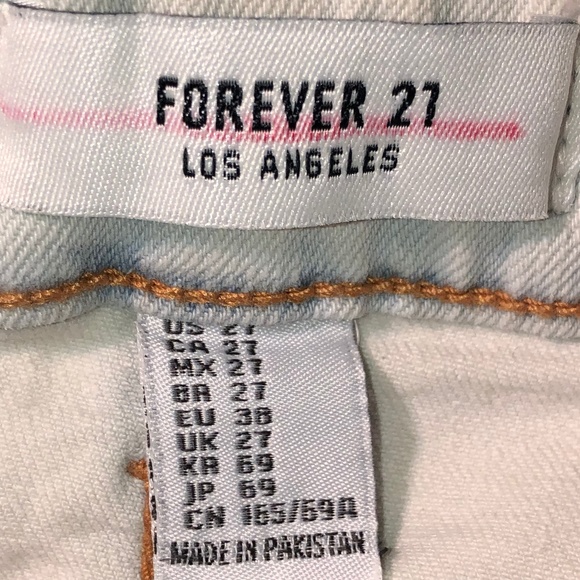 FOREVER 27
LOS ANGELES
US 27
CA 27
MX 27
BR 27
EU 38
UK 27
KR 69
JP 69
CN 165/69A
MADE IN PAKISTAN